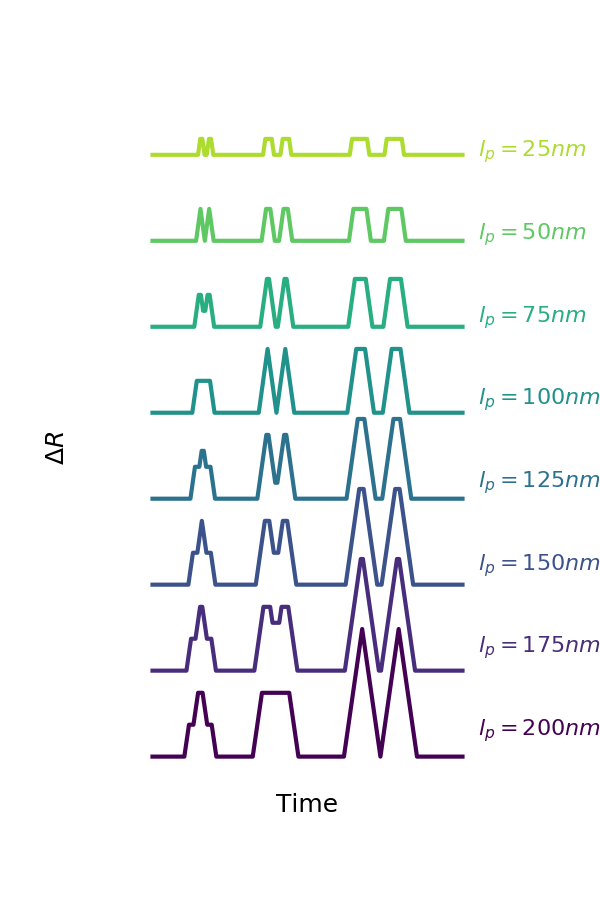 l_p = 25nm
l_p = 50nm
l_p = 75nm
l_p = 100nm
ΔR
l_p = 125nm
l_p = 150nm
l_p = 175nm
l_p = 200nm
Time